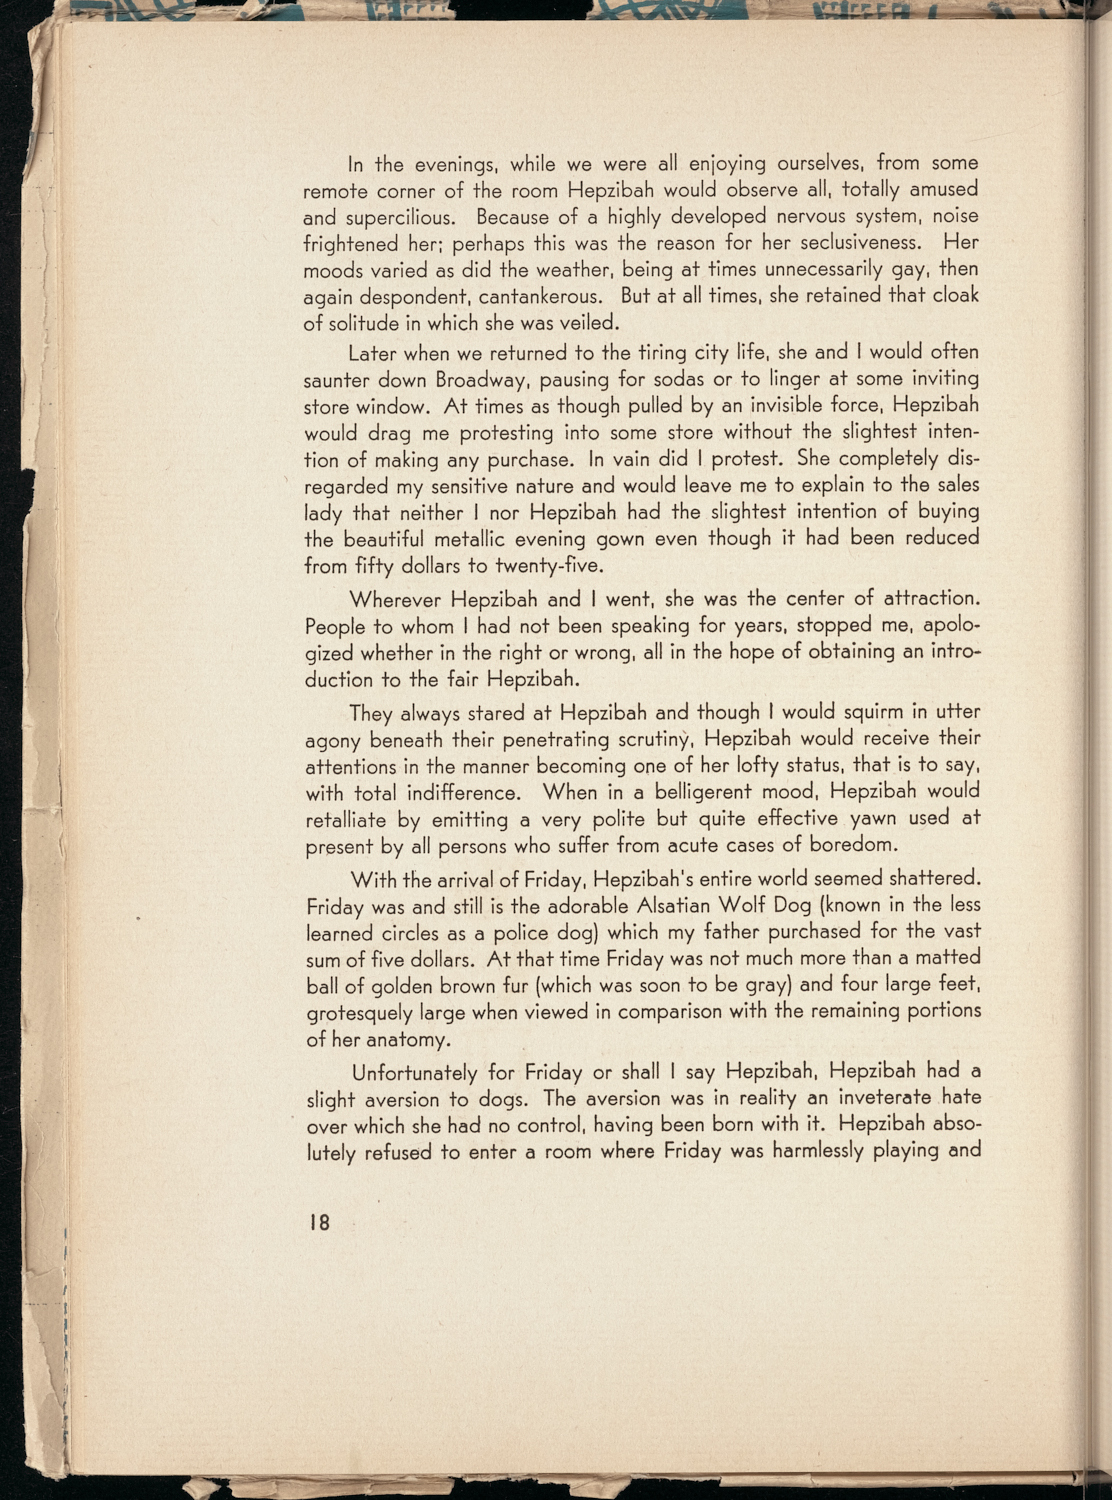 In the evenings, while we were all enjoying ourselves, from some
remote corner of the room Hepzibah would observe all, totally amused
and supercilious. Because of a highly developed nervous system, noise
frightened her; perhaps this was the reason for her seclusiveness. Her
moods varied as did the weather, being at times unnecessarily gay, then
again despondent, cantankerous. But at all times, she retained that cloak
of solitude in which she was veiled.
Later when we returned to the tiring city life, she and I would often
saunter down Broadway, pausing for sodas or to linger at some inviting
store window. At times as though pulled by an invisible force, Hepzibah
would drag me protesting into some store without the slightest inten-
tion of making any purchase. In vain did I protest. She completely dis-
regarded my sensitive nature and would leave me to explain to the sales
lady that neither I nor Hepzibah had the slightest intention of buying
the beautiful metallic evening gown even though it had been reduced
from fifty dollars to twenty-five.
Wherever Hepzibah and I went, she was the center of attraction.
People to whom I had not been speaking for years, stopped me, apolo-
gized whether in the right or wrong, all in the hope of obtaining an intro-
duction to the fair Hepzibah.
They always stared at Hepzibah and though I would squirm in utter
agony beneath their penetrating scrutiny, Hepzibah would receive their
attentions in the manner becoming one of her lofty status, that is to say,
with total indifference. When in a belligerent mood, Hepzibah would
retalliate by emitting a very polite but quite effective yawn used at
present by all persons who suffer from acute cases of boredom.
With the arrival of Friday, Hepzibah's entire world seemed shattered.
Friday was and still is the adorable Alsatian Wolf Dog (known in the less
learned circles as a police dog) which my father purchased for the vast
sum of five dollars. At that time Friday was not much more than a matted
ball of golden brown fur (which was soon to be gray) and four large feet,
grotesquely large when viewed in comparison with the remaining portions
of her anatomy.
Unfortunately for Friday or shall I say Hepzibah, Hepzibah had a
slight aversion to dogs. The aversion was in reality an inveterate hate
over which she had no control, having been born with it. Hepzibah abso-
lutely refused to enter a room where Friday was harmlessly playing and
18